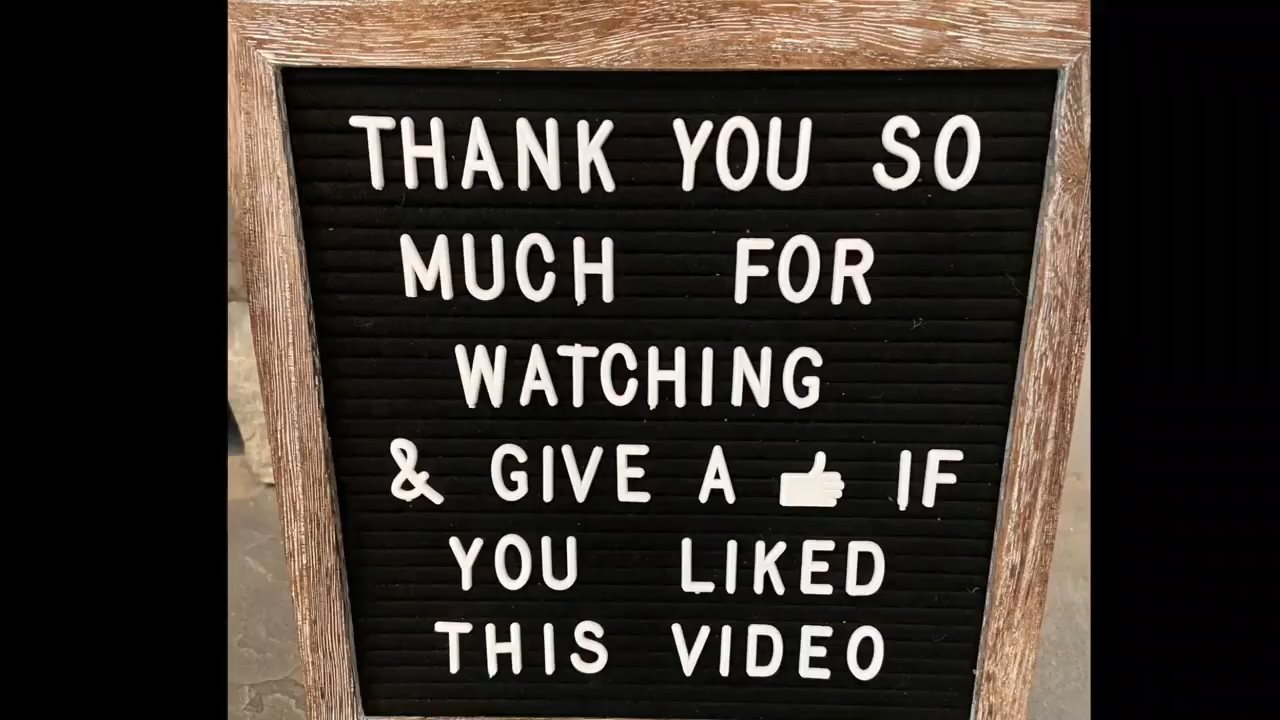 THANK YOU SO
MUCH FOR
WATCHING
& GIVE A 👍 IF
YOU LIKED
THIS VIDEO